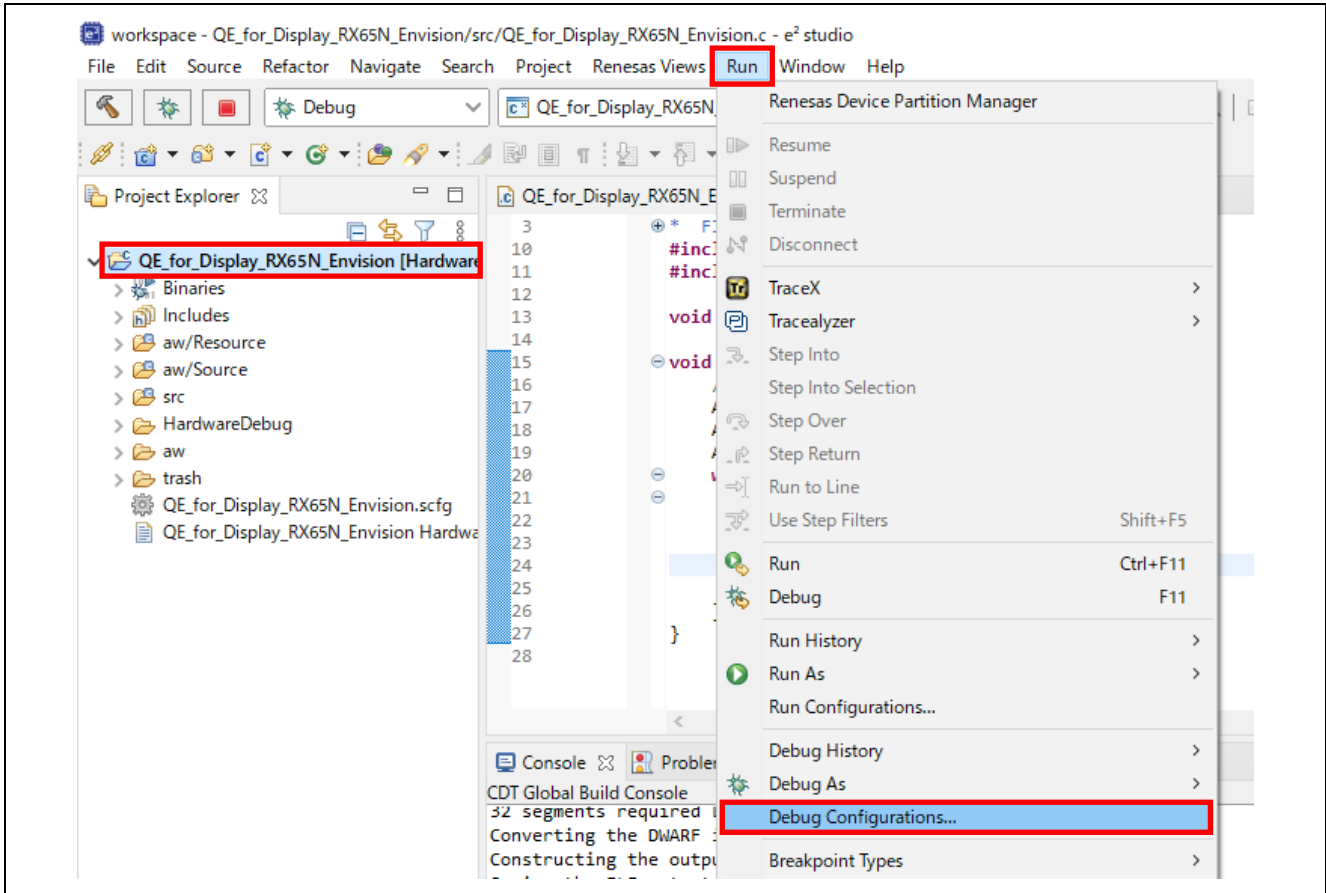 workspace - QE_for_Display_RX65N_Envision/src/QE_for_Display_RX65N_Envision.c - e² studio
File Edit Source Refactor Navigate Search Project Renesas Views Run Window Help
Debug
QE_for_Display_RX65N_
Project Explorer
QE_for_Display_RX65N_Envision [Hardware
Binaries
Includes
aw/Resource
aw/Source
src
HardwareDebug
aw
trash
QE_for_Display_RX65N_Envision.scfg
QE_for_Display_RX65N_Envision Hardwa
QE_for_Display_RX65N_E
3 *
10 #incl
11 #inc
12
13 void
14
15 void
16
17
18
19
20
21
22
23
24
25
26
27 }
28
Console Problem
CDT Global Build Console
32 segments required
Converting the DWARF
Constructing the outpu
Renesas Device Partition Manager
Resume
Suspend
Terminate
Disconnect
TraceX
Tracealyzer
Step Into
Step Into Selection
Step Over
Step Return
Run to Line
Use Step Filters Shift+F5
Run Ctrl+F11
Debug F11
Run History
Run As
Run Configurations...
Debug History
Debug As
Debug Configurations...
Breakpoint Types